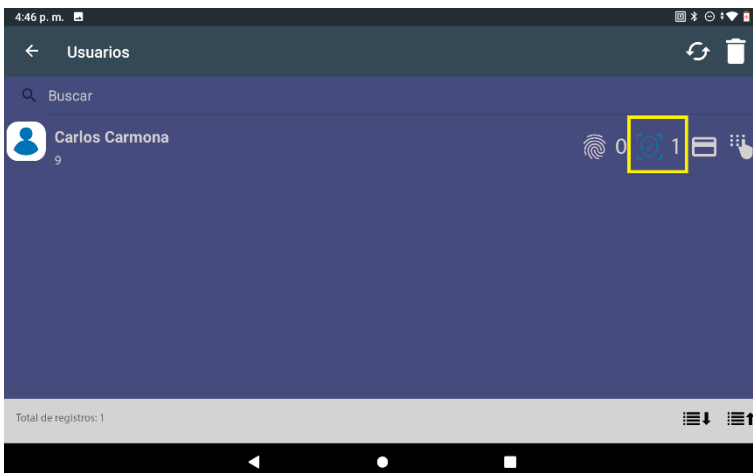 4:46 p. m.
Usuarios
Buscar
Carlos Carmona
9
0 1
Total de registros: 1